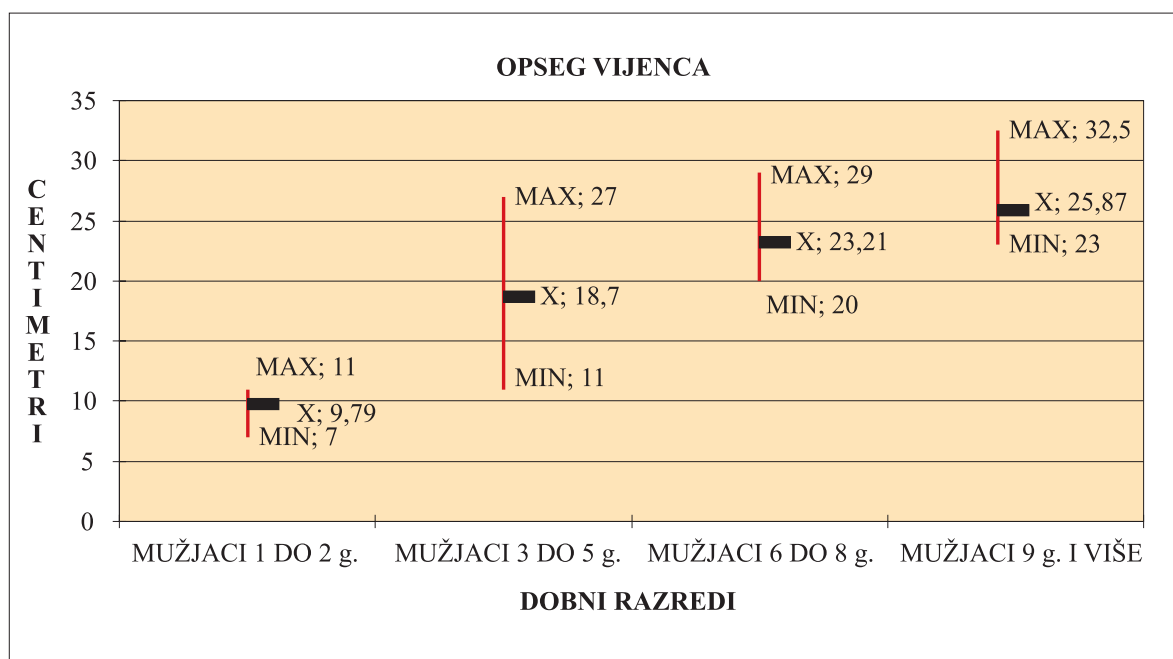 OPSEG VIJENCA
CENTIMETRI
35
30
25
20
15
10
5
0
MAX; 11
X; 9,79
MIN; 7
MAX; 27
X; 18,7
MIN; 11
MAX; 29
X; 23,21
MIN; 20
MAX; 32,5
X; 25,87
MIN; 23
MUŽJACI 1 DO 2 g.
MUŽJACI 3 DO 5 g.
MUŽJACI 6 DO 8 g.
MUŽJACI 9 g. I VIŠE
DOBNI RAZREDI